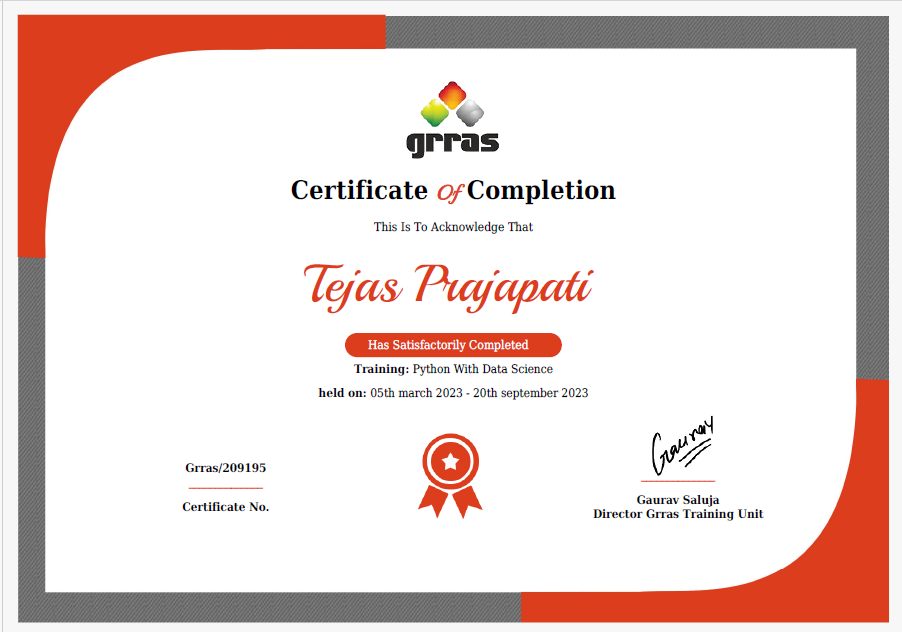 grras
Certificate Of Completion
This Is To Acknowledge That
Tejas Prajapati
Has Satisfactorily Completed
Training: Python With Data Science
held on: 05th march 2023 - 20th september 2023
Grras/209195
Certificate No.
Gaurav
Gaurav Saluja
Director Grras Training Unit